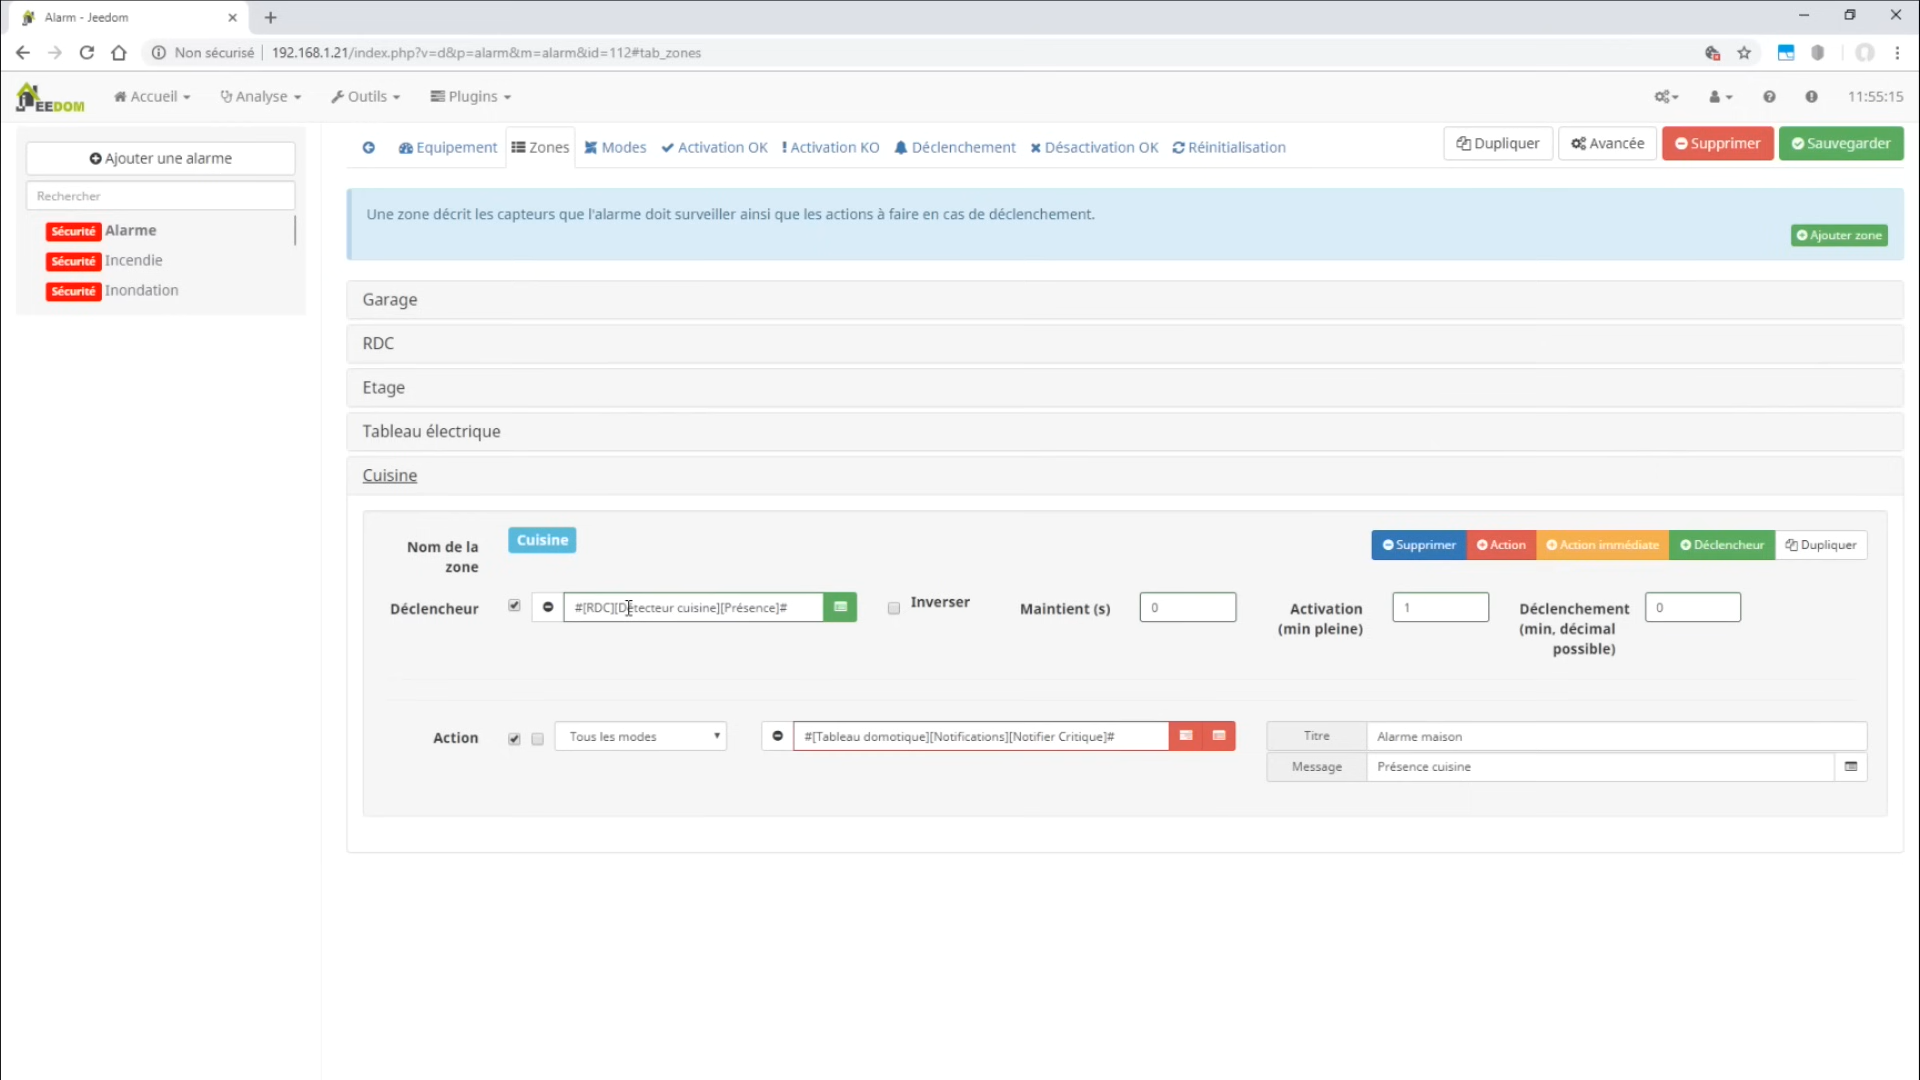 Alarm - Jeedom
Non sécurisé 192.168.1.21/index.php?v=d&p=alarm&m=alarm&id=112#tab_zones
JEEDOM Accueil Analyse Outils Plugins 11:55:15
Ajouter une alarme
Rechercher
Sécurité Alarme
Sécurité Incendie
Sécurité Inondation
Equipement Zones Modes Activation OK Activation KO Déclenchement Désactivation OK Réinitialisation Dupliquer Avancée Supprimer Sauvegarder
Une zone décrit les capteurs que l'alarme doit surveiller ainsi que les actions à faire en cas de déclenchement.
Ajouter zone
Garage
RDC
Etage
Tableau électrique
Cuisine
Nom de la zone Cuisine Supprimer Action Action immédiate Déclencheur Dupliquer
Déclencheur #[RDC][Détecteur cuisine][Présence]# Inverser Maintient (s) 0 Activation (min pleine) 1 Déclenchement (min, décimal possible) 0
Action Tous les modes #[Tableau domotique][Notifications][Notifier Critique]# Titre Alarme maison
Message Présence cuisine